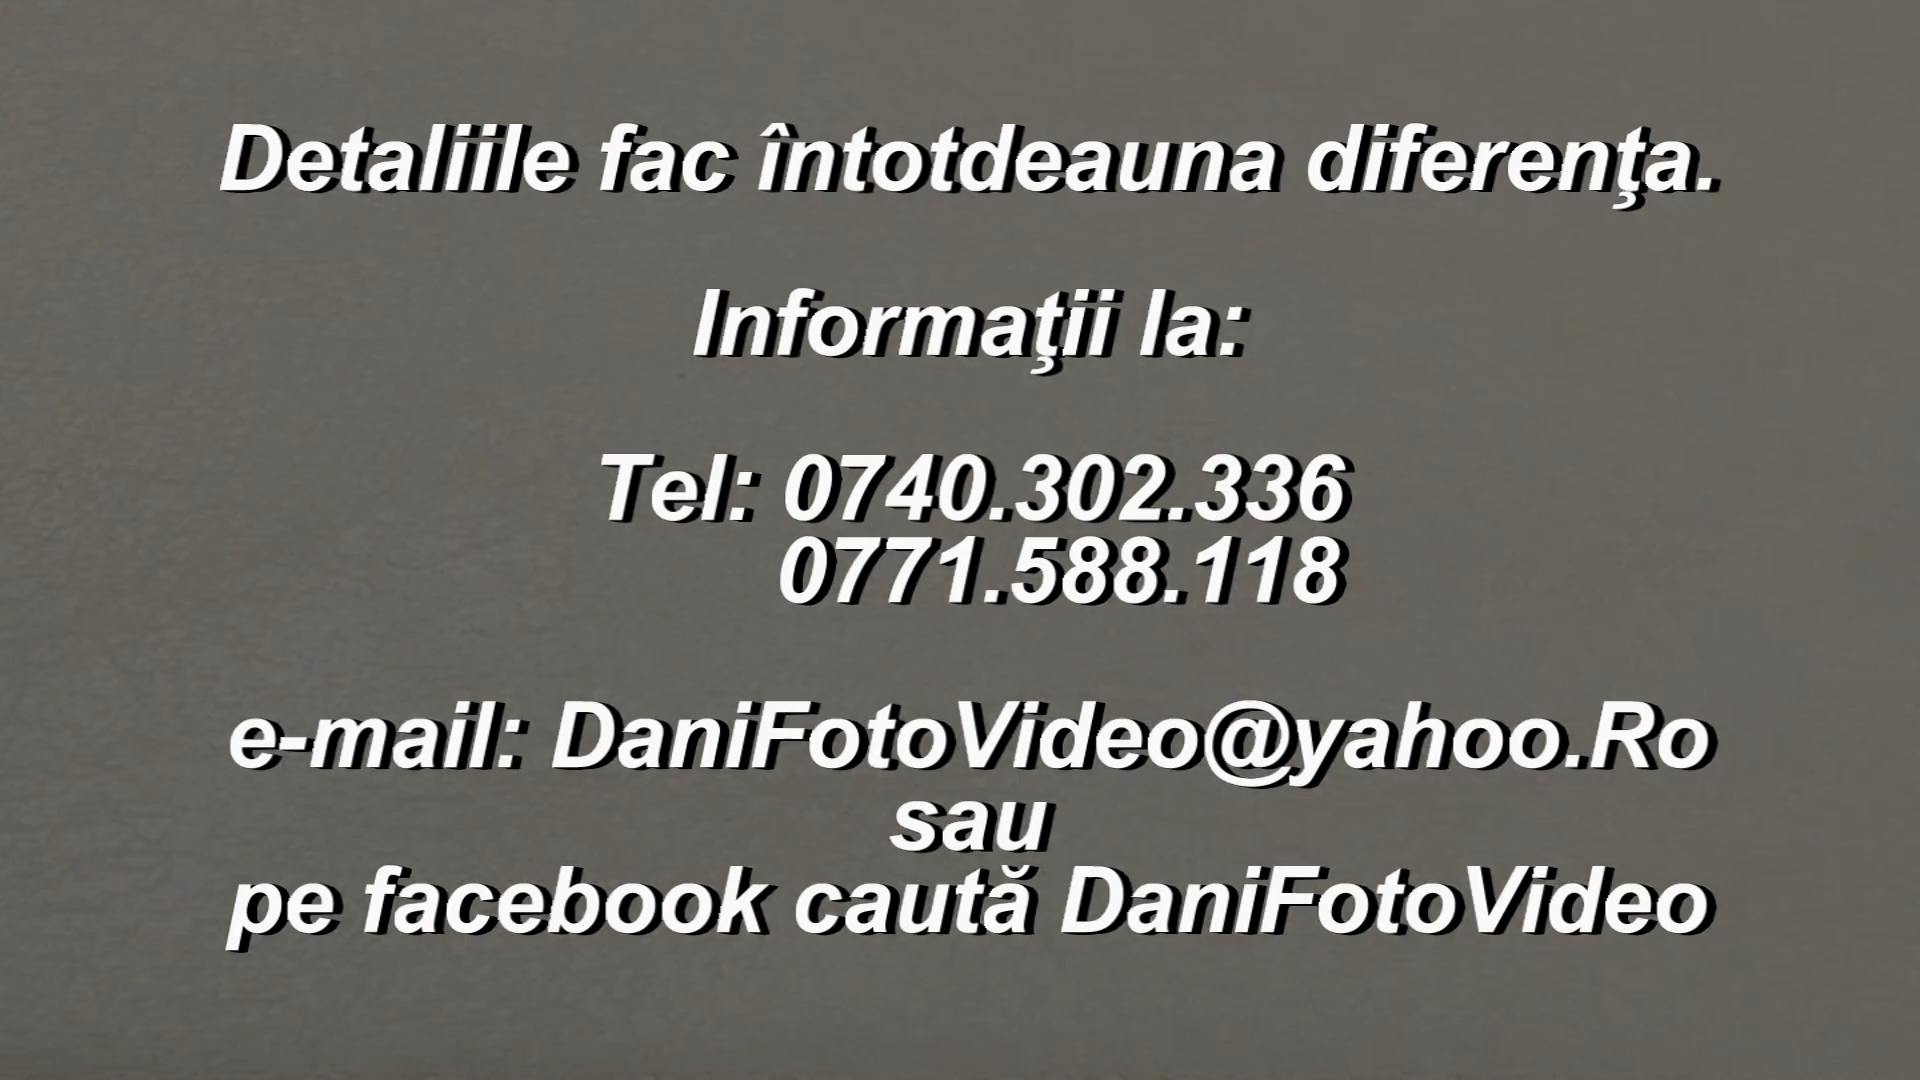 Detaliile fac întotdeauna diferenţa.
Informaţii la:
Tel: 0740.302.336
0771.588.118
e-mail: DaniFotoVideo@yahoo.Ro
sau
pe facebook caută DaniFotoVideo